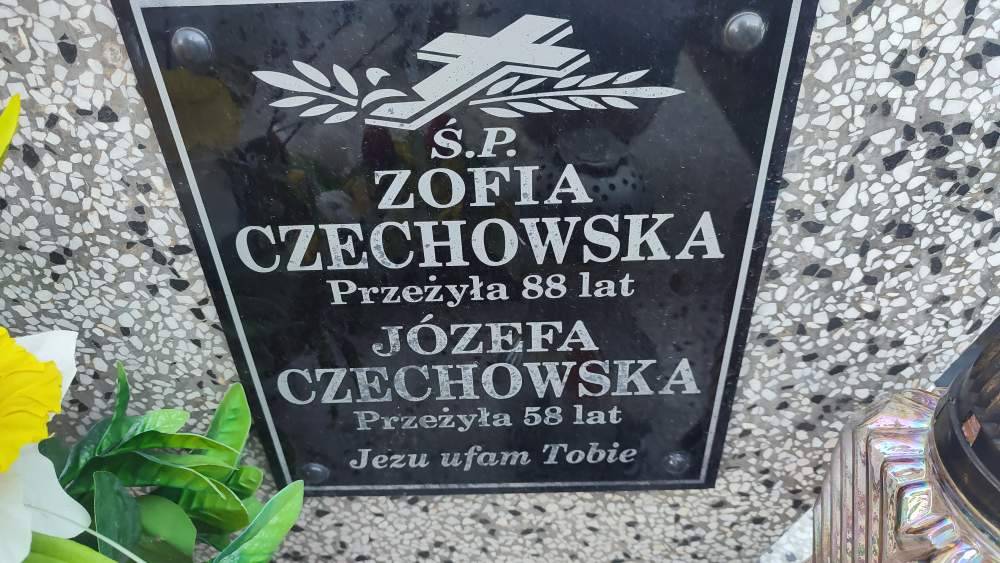 Ś.P.
ZOFIA
CZECHOWSKA
Przeżyła 88 lat
JÓZEFA
CZECHOWSKA
Przeżyła 58 lat
Jezu ufam Tobie